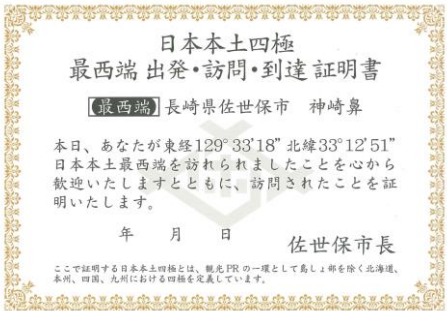 日本本土四極
最西端 出発・訪問・到達 証明書
【最西端】長崎県佐世保市　神崎鼻
本日、あなたが東経129°33'18” 北緯33°12'51”
日本本土最西端を訪れられましたことを心から
歓迎いたしますとともに、訪問されたことを証
明いたします。
年　月　日
佐世保市長
ここで証明する日本本土四極とは、観光PRの一環として島しょ部を除く北海道、
本州、四国、九州における四極を定義しています。